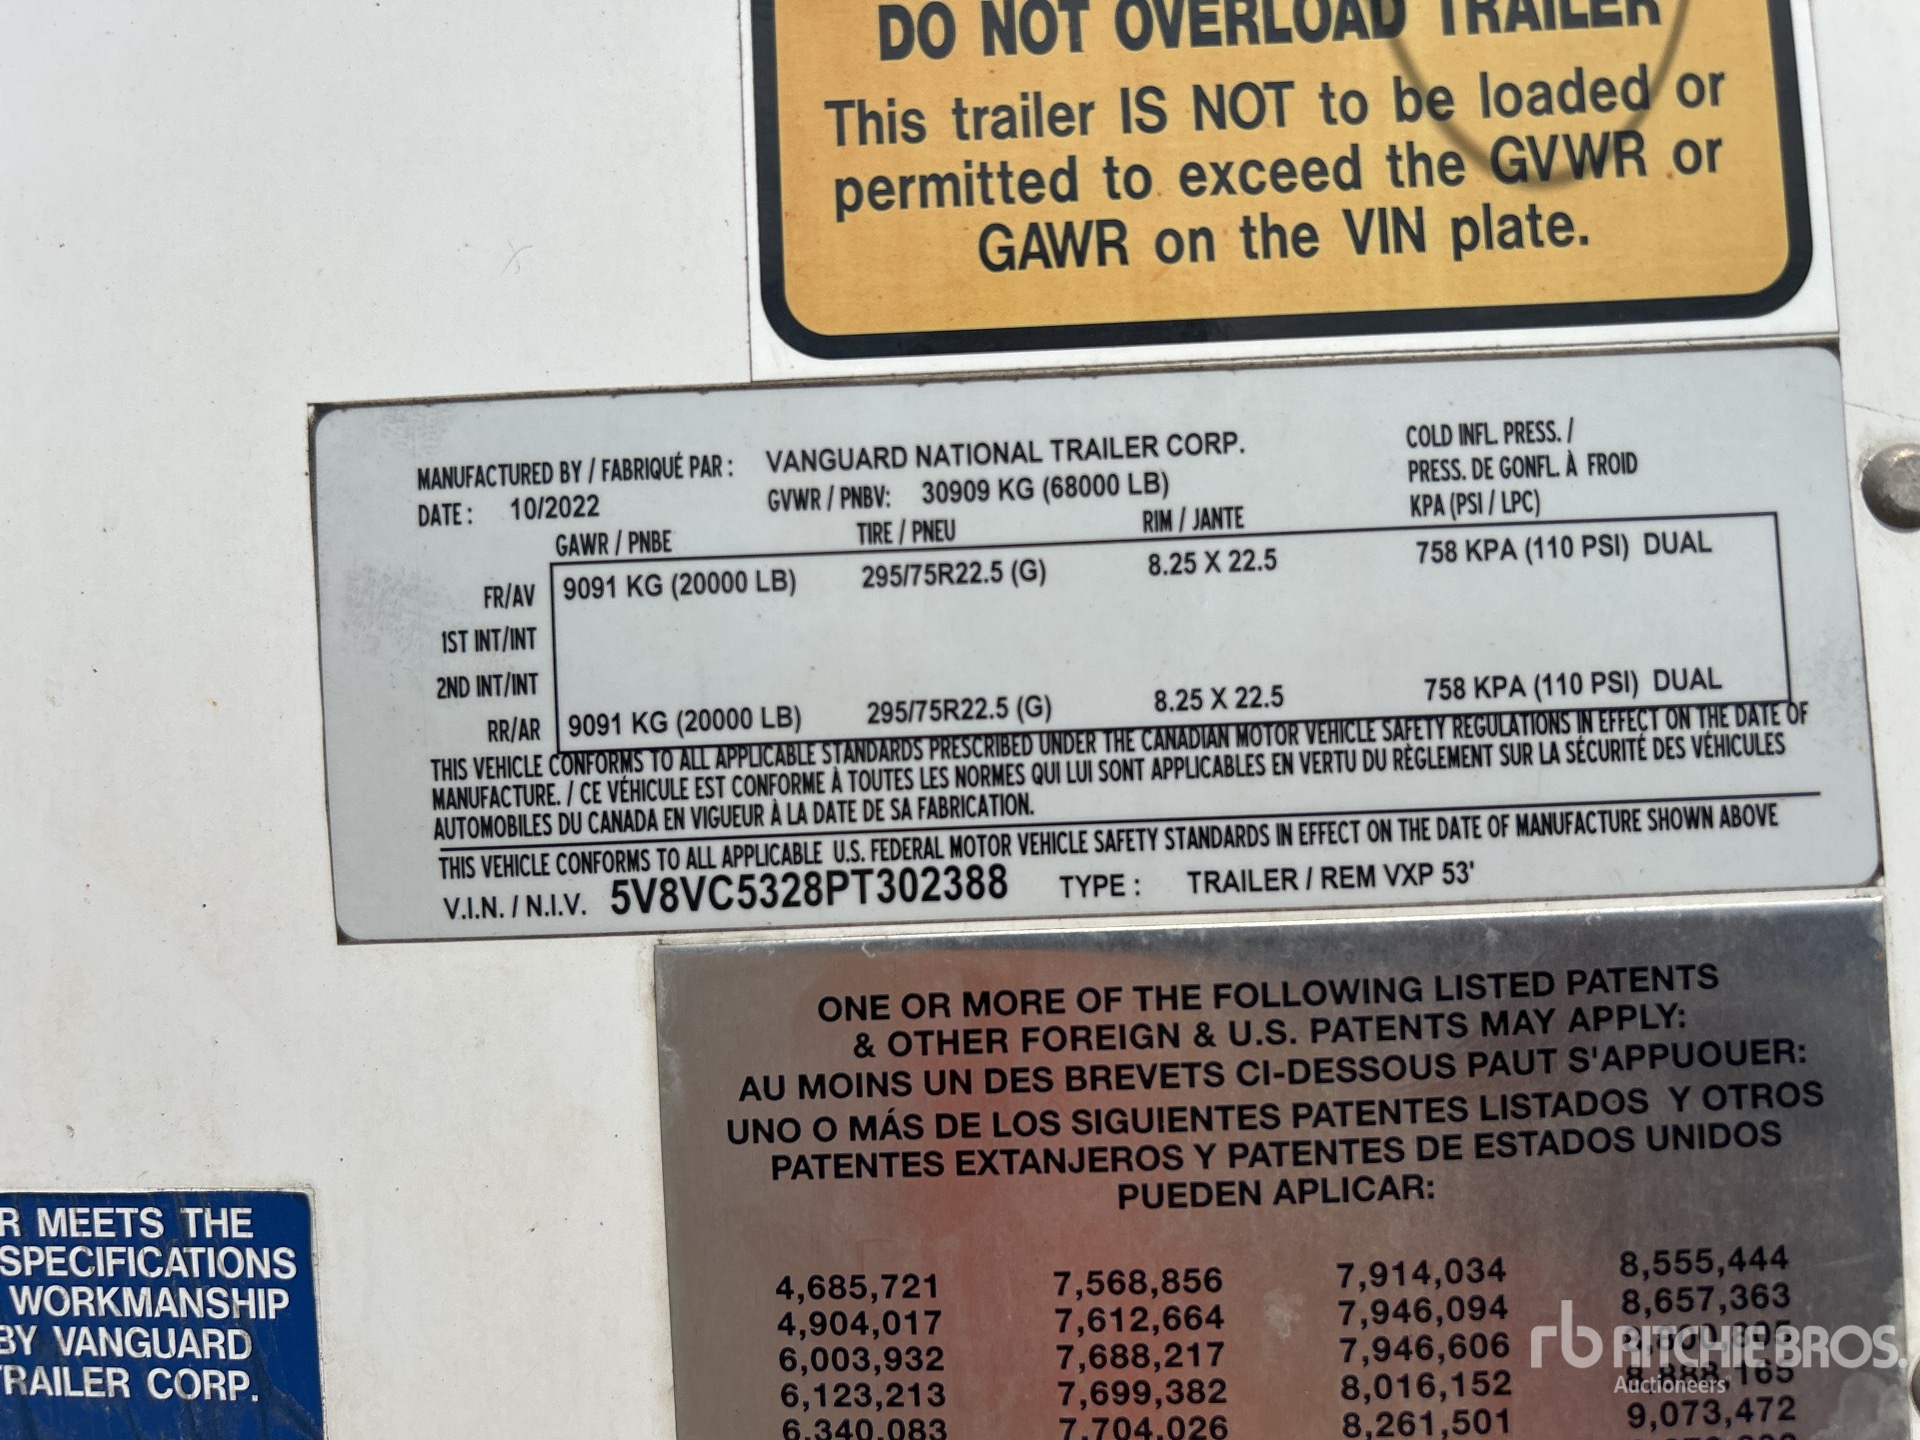 DO NOT OVERLOAD TRAILER
This trailer IS NOT to be loaded or
permitted to exceed the GVWR or
GAWR on the VIN plate.
MANUFACTURED BY / FABRIQUÉ PAR : VANGUARD NATIONAL TRAILER CORP.
DATE : 10/2022 GVWR / PNBV: 30909 KG (68000 LB)
COLD INFL. PRESS. /
PRESS. DE GONFL. À FROID
KPA (PSI / LPC)
GAWR / PNBE TIRE / PNEU RIM / JANTE
FR/AV 9091 KG (20000 LB) 295/75R22.5 (G) 8.25 X 22.5 758 KPA (110 PSI) DUAL
1ST INT/INT
2ND INT/INT
RR/AR 9091 KG (20000 LB) 295/75R22.5 (G) 8.25 X 22.5 758 KPA (110 PSI) DUAL
THIS VEHICLE CONFORMS TO ALL APPLICABLE STANDARDS PRESCRIBED UNDER THE CANADIAN MOTOR VEHICLE SAFETY REGULATIONS IN EFFECT ON THE DATE OF
MANUFACTURE. / CE VÉHICULE EST CONFORME À TOUTES LES NORMES QUI LUI SONT APPLICABLES EN VERTU DU RÈGLEMENT SUR LA SÉCURITÉ DES VÉHICULES
AUTOMOBILES DU CANADA EN VIGUEUR À LA DATE DE SA FABRICATION.
THIS VEHICLE CONFORMS TO ALL APPLICABLE U.S. FEDERAL MOTOR VEHICLE SAFETY STANDARDS IN EFFECT ON THE DATE OF MANUFACTURE SHOWN ABOVE
V.I.N. / N.I.V. 5V8VC5328PT302388 TYPE : TRAILER / REM VXP 53'
ONE OR MORE OF THE FOLLOWING LISTED PATENTS
& OTHER FOREIGN & U.S. PATENTS MAY APPLY:
AU MOINS UN DES BREVETS CI-DESSOUS PAUT S'APPUOUER:
UNO O MÁS DE LOS SIGUIENTES PATENTES LISTADOS Y OTROS
PATENTES EXTANJEROS Y PATENTES DE ESTADOS UNIDOS
PUEDEN APLICAR:
4,685,721 7,568,856 7,914,034 8,555,444
4,904,017 7,612,664 7,946,094 8,657,363
6,003,932 7,688,217 7,946,606
6,123,213 7,699,382 8,016,152 8,888,165
6,340,083 7,704,026 8,261,501 9,073,472
R MEETS THE
SPECIFICATIONS
WORKMANSHIP
BY VANGUARD
TRAILER CORP.
rb RITCHIE BROS.
Auctioneers